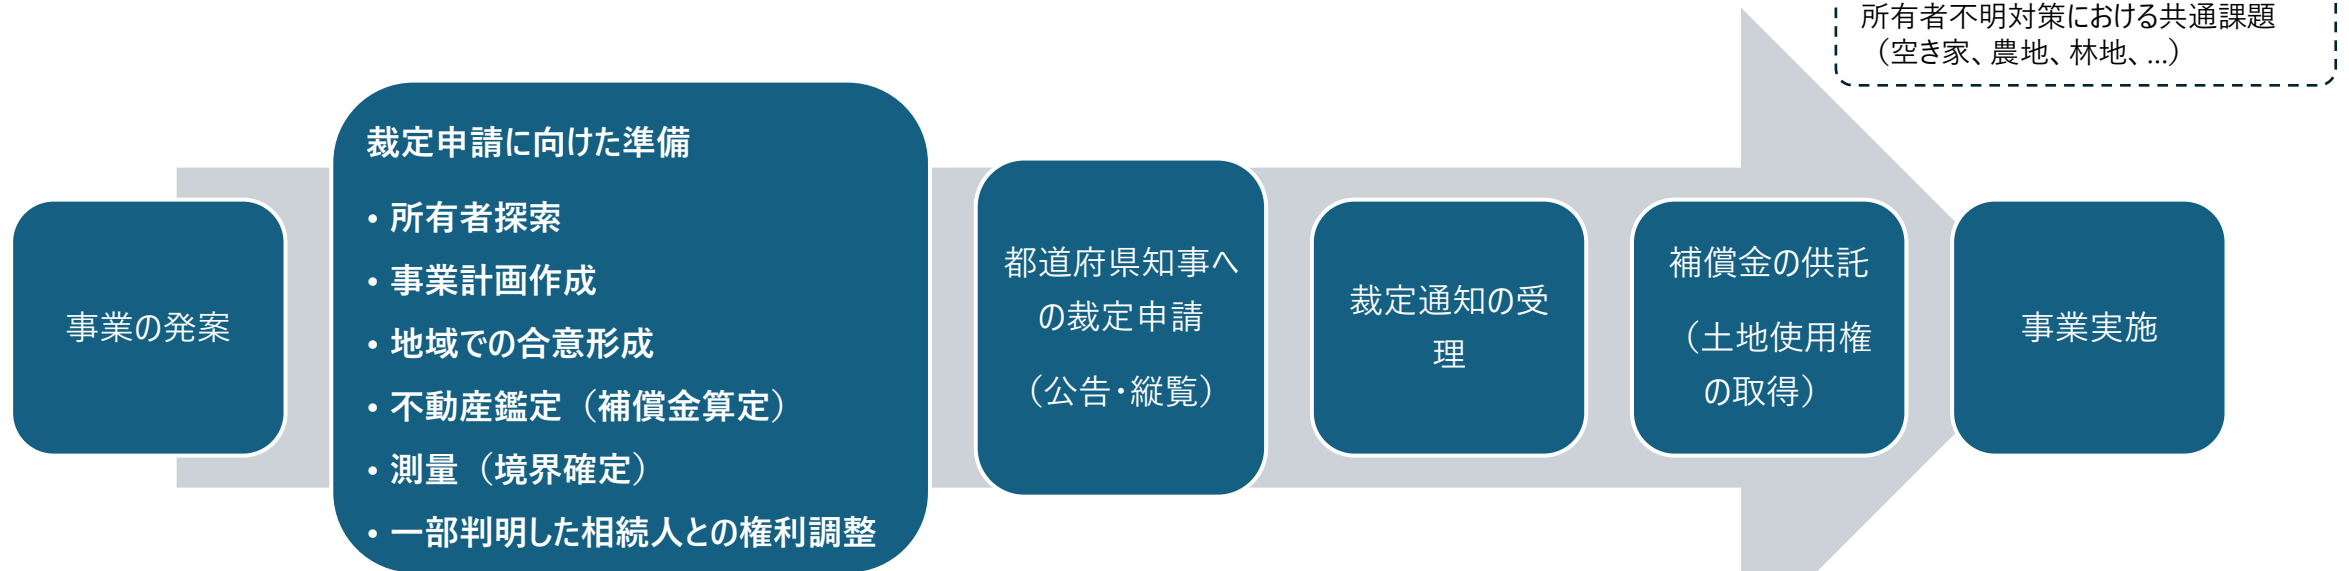 所有者不明対策における共通課題
（空き家、農地、林地、…）
事業の発案
裁定申請に向けた準備
• 所有者探索
• 事業計画作成
• 地域での合意形成
• 不動産鑑定（補償金算定）
• 測量（境界確定）
• 一部判明した相続人との権利調整
都道府県知事へ
の裁定申請
（公告・縦覧）
裁定通知の受
理
補償金の供託
（土地使用権
の取得）
事業実施